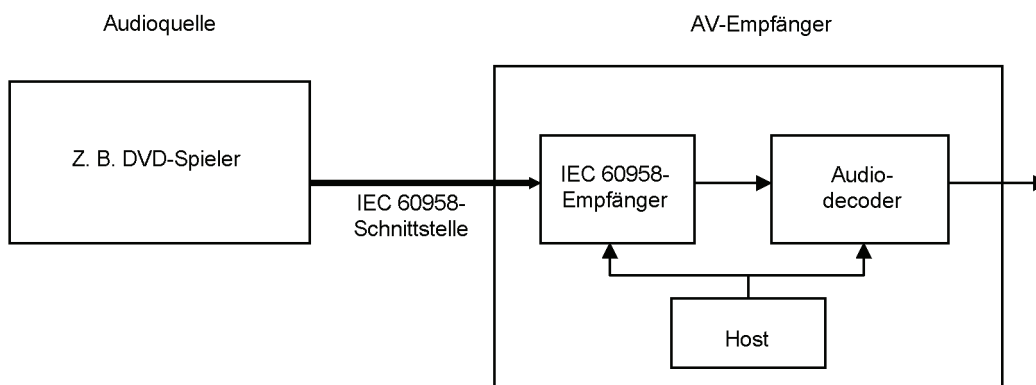 Audioquelle
AV-Empfänger
Z. B. DVD-Spieler
IEC 60958-
Schnittstelle
IEC 60958-
Empfänger
Audio-
decoder
Host